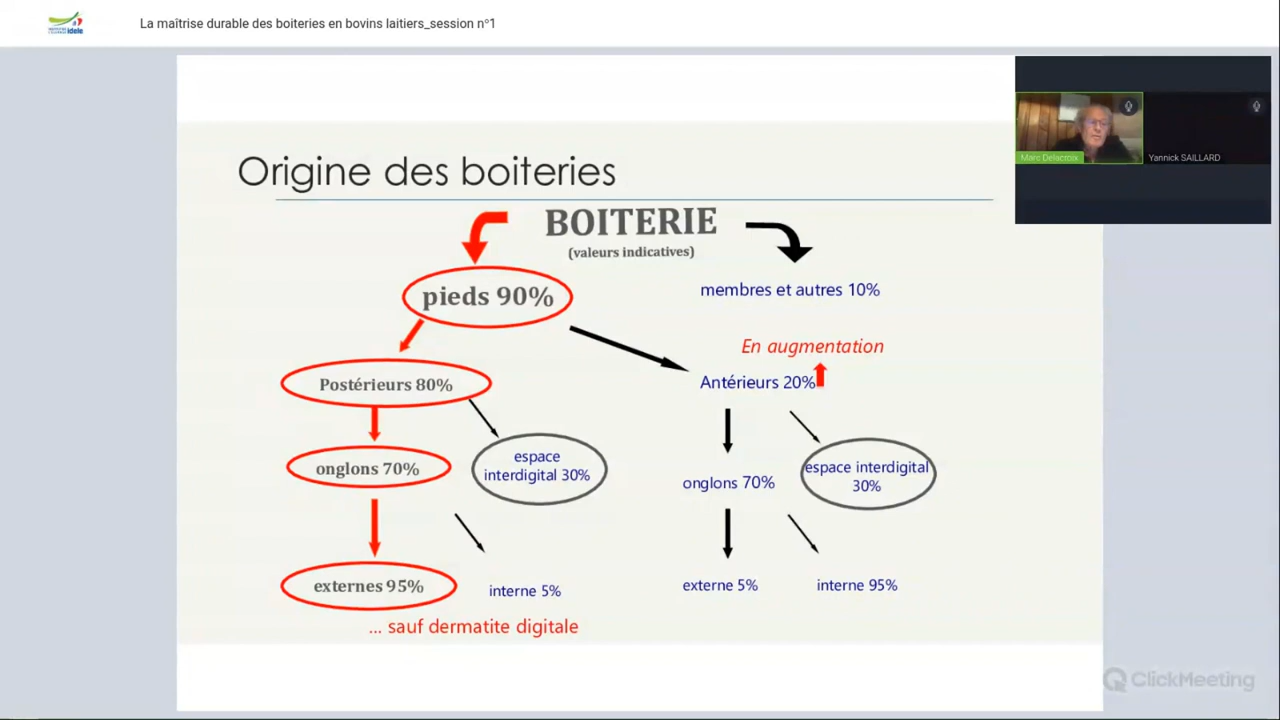 La maîtrise durable des boiteries en bovins laitiers_session n°1
idele
Marc Delacroix
Yannick SAILLARD
Origine des boiteries
BOITERIE
(valeurs indicatives)
pieds 90%
membres et autres 10%
En augmentation
Postérieurs 80%
Antérieurs 20%
onglons 70%
espace
interdigital 30%
onglons 70%
espace interdigital
30%
externes 95%
interne 5%
externe 5%
interne 95%
... sauf dermatite digitale
ClickMeeting